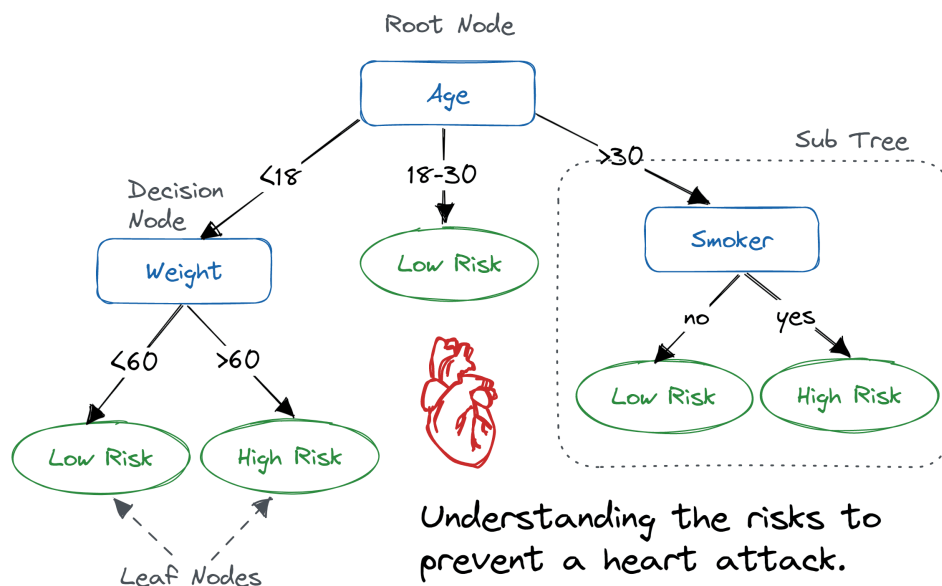 Root Node
Age
Sub Tree
<18
18-30
>30
Decision
Node
Weight
Low Risk
Smoker
<60
>60
no
yes
Low Risk
High Risk
Low Risk
High Risk
Leaf Nodes
Understanding the risks to
prevent a heart attack.